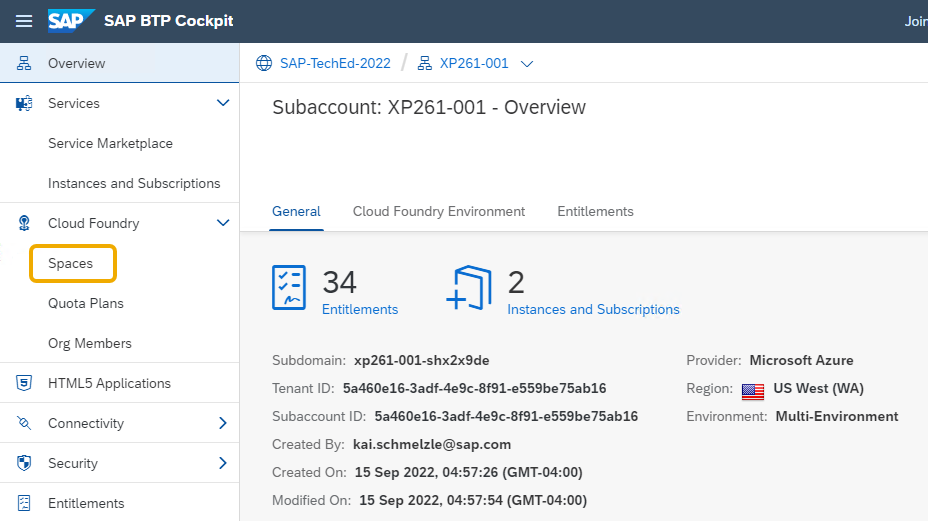 SAP SAP BTP Cockpit
Overview
Services
Service Marketplace
Instances and Subscriptions
Cloud Foundry
Spaces
Quota Plans
Org Members
HTML5 Applications
Connectivity
Security
Entitlements
SAP-TechEd-2022 / XP261-001
Subaccount: XP261-001 - Overview
General Cloud Foundry Environment Entitlements
34
Entitlements
2
Instances and Subscriptions
Subdomain: xp261-001-shx2x9de
Tenant ID: 5a460e16-3adf-4e9c-8f91-e559be75ab16
Subaccount ID: 5a460e16-3adf-4e9c-8f91-e559be75ab16
Created By: kai.schmelzle@sap.com
Created On: 15 Sep 2022, 04:57:26 (GMT-04:00)
Modified On: 15 Sep 2022, 04:57:54 (GMT-04:00)
Provider: Microsoft Azure
Region: US West (WA)
Environment: Multi-Environment